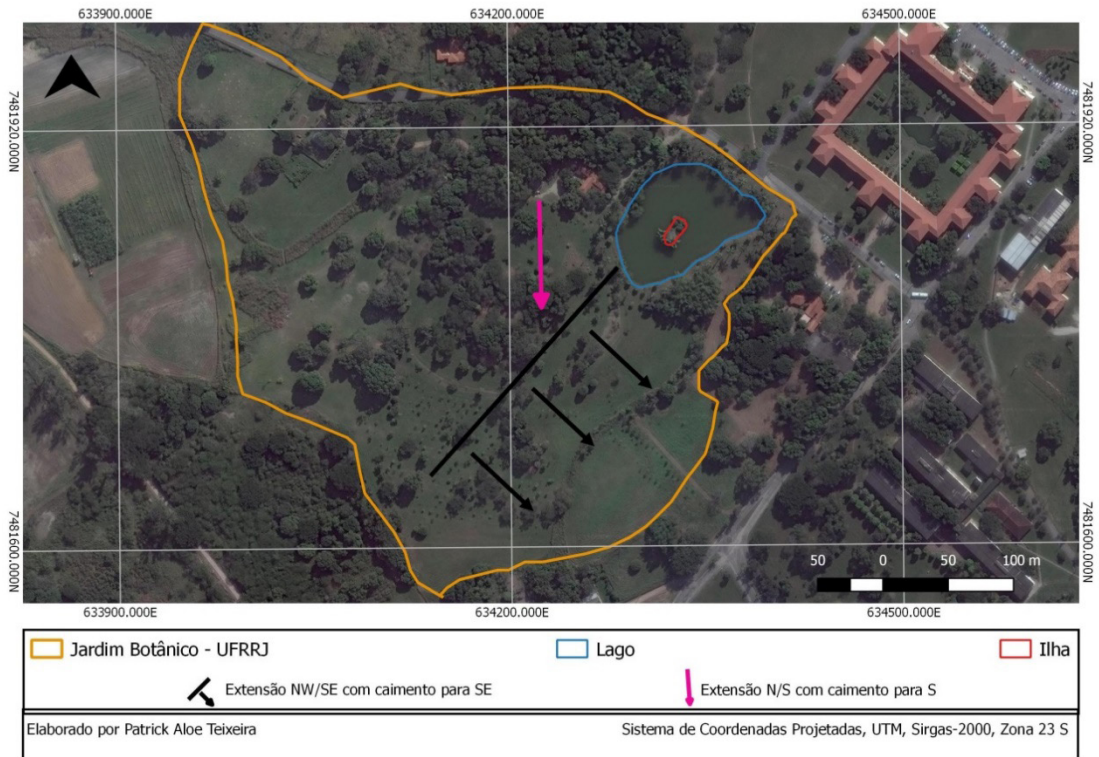 633900.000E 634200.000E 634500.000E
7481920.000N 7481920.000N
7481600.000N 7481600.000N
50 0 50 100 m
633900.000E 634200.000E 634500.000E
Jardim Botânico - UFRRJ Lago Ilha
Extensão NW/SE com caimento para SE Extensão N/S com caimento para S
Elaborado por Patrick Aloe Teixeira Sistema de Coordenadas Projetadas, UTM, Sirgas-2000, Zona 23 S